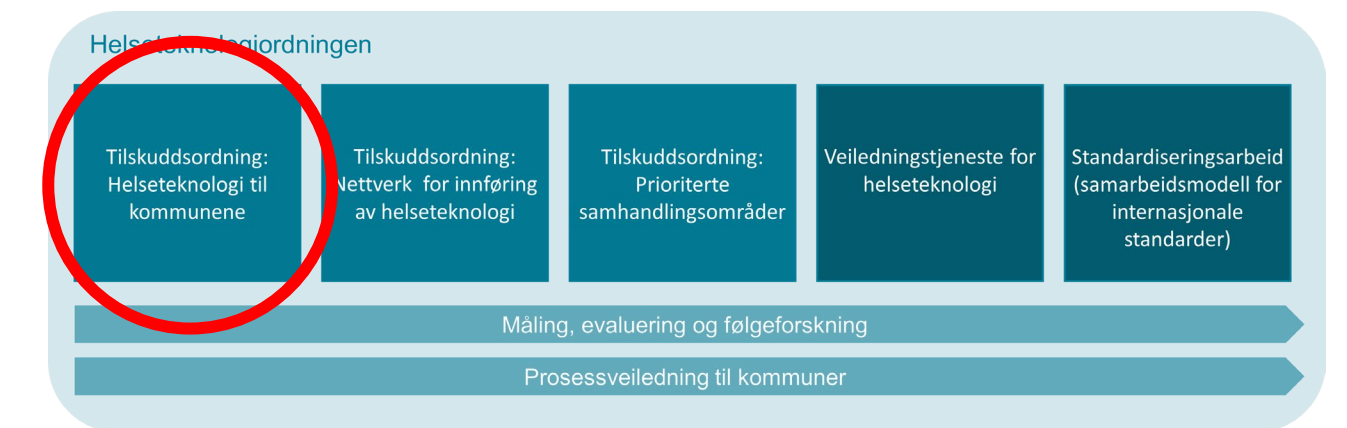 Helseteknologiordningen
Tilskuddsordning:
Helseteknologi til
kommunene
Tilskuddsordning:
Nettverk for innføring
av helseteknologi
Tilskuddsordning:
Prioriterte
samhandlingsområder
Veiledningstjeneste for
helseteknologi
Standardiseringsarbeid
(samarbeidsmodell for
internasjonale
standarder)
Måling, evaluering og følgeforskning
Prosessveiledning til kommuner